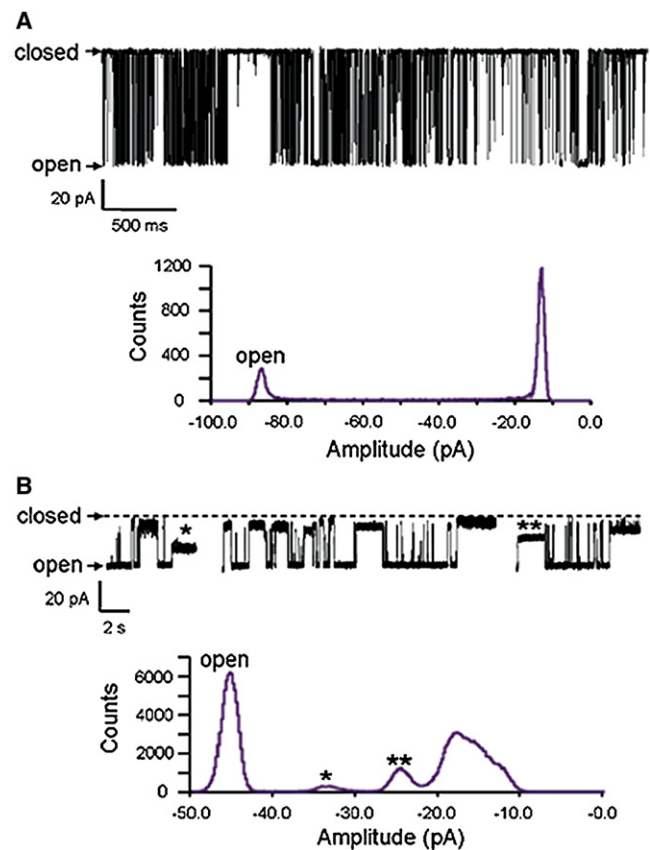 A
closed
open
20 pA
500 ms
1200
800
400
0
Counts
open
-100.0 -80.0 -60.0 -40.0 -20.0 0.0
Amplitude (pA)
B
closed
* **
open
20 pA
2 s
6000
4000
2000
0
Counts
open
* **
-50.0 -40.0 -30.0 -20.0 -10.0 -0.0
Amplitude (pA)